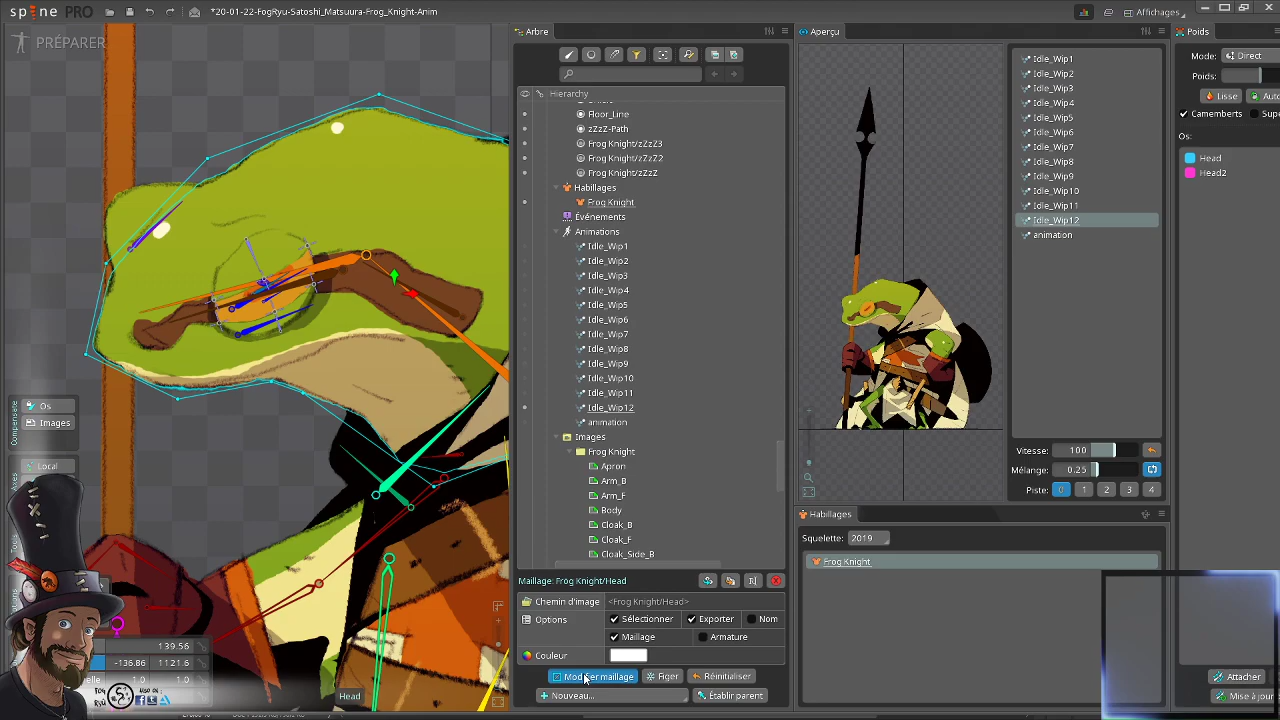 spine PRO
*20-01-22-FogRyu-Satoshi_Matsuura-Frog_Knight-Anim
Affichages
PRÉPARER
Arbre
Hierarchy
Floor_Line
zZzZ-Path
Frog Knight/zZzZ3
Frog Knight/zZzZ2
Frog Knight/zZzZ
Habillages
Frog Knight
Événements
Animations
Idle_Wip1
Idle_Wip2
Idle_Wip3
Idle_Wip4
Idle_Wip5
Idle_Wip6
Idle_Wip7
Idle_Wip8
Idle_Wip9
Idle_Wip10
Idle_Wip11
Idle_Wip12
animation
Images
Frog Knight
Apron
Arm_B
Arm_F
Body
Cloak_B
Cloak_F
Cloak_Side_B
Maillage: Frog Knight/Head
Chemin d'image
<Frog Knight/Head>
Options
Sélectionner
Exporter
Nom
Maillage
Armature
Couleur
Modifier maillage
Figer
Réinitialiser
Nouveau...
Établir parent
Aperçu
Idle_Wip1
Idle_Wip2
Idle_Wip3
Idle_Wip4
Idle_Wip5
Idle_Wip6
Idle_Wip7
Idle_Wip8
Idle_Wip9
Idle_Wip10
Idle_Wip11
Idle_Wip12
animation
Vitesse: 100
Mélange: 0.25
Piste: 0 1 2 3 4
Habillages
Squelette: 2019
Frog Knight
Poids
Mode: Direct
Poids:
Lisse
Camemberts
Os:
Head
Head2
Attacher
Mise à jour
Compensate
Os
Images
Local
139.56
-136.86
1121.6
1.0
1.0
Head